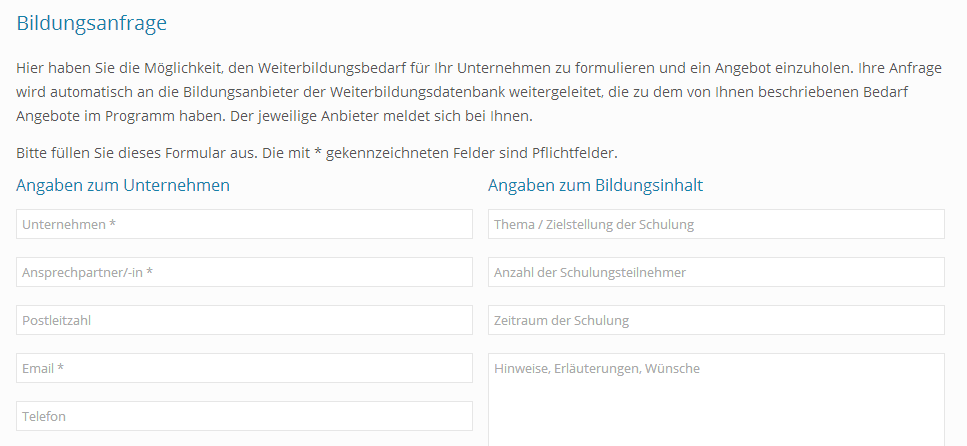 Bildungsanfrage
Hier haben Sie die Möglichkeit, den Weiterbildungsbedarf für Ihr Unternehmen zu formulieren und ein Angebot einzuholen. Ihre Anfrage
wird automatisch an die Bildungsanbieter der Weiterbildungsdatenbank weitergeleitet, die zu dem von Ihnen beschriebenen Bedarf
Angebote im Programm haben. Der jeweilige Anbieter meldet sich bei Ihnen.
Bitte füllen Sie dieses Formular aus. Die mit * gekennzeichneten Felder sind Pflichtfelder.
Angaben zum Unternehmen
Unternehmen *
Ansprechpartner/-in *
Postleitzahl
Email *
Telefon
Angaben zum Bildungsinhalt
Thema / Zielstellung der Schulung
Anzahl der Schulungsteilnehmer
Zeitraum der Schulung
Hinweise, Erläuterungen, Wünsche